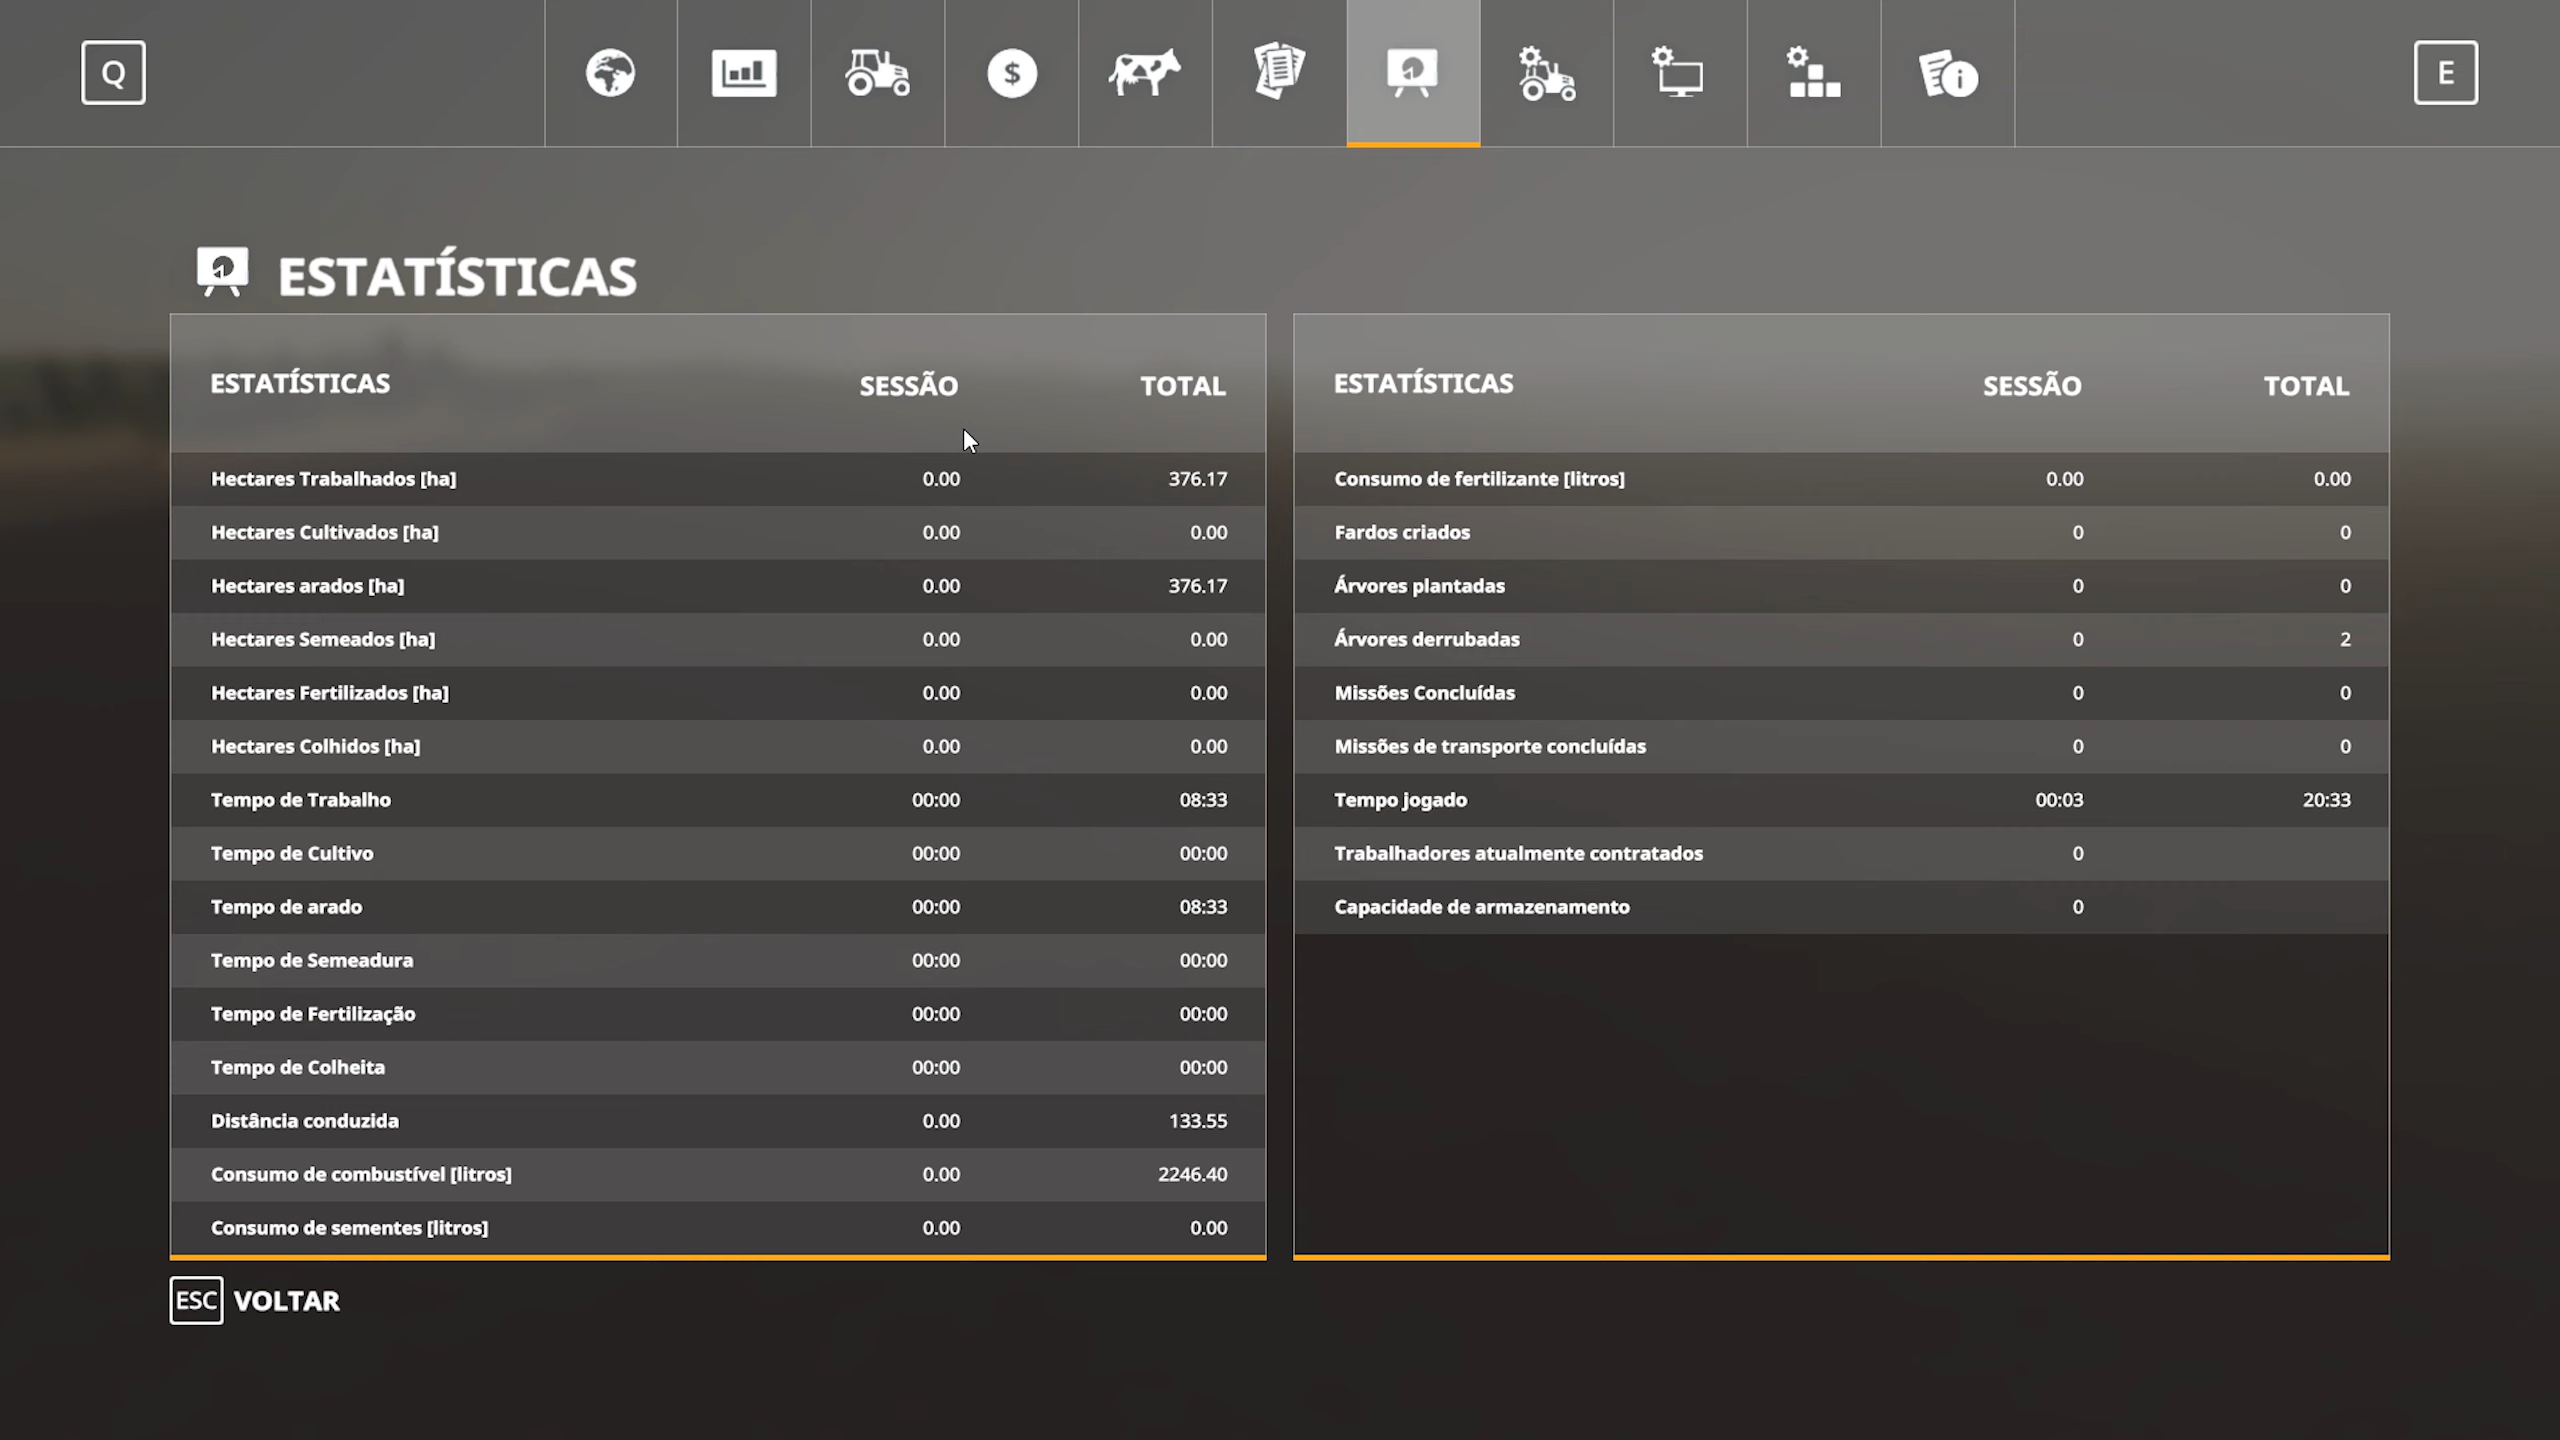 Q
E
ESTATÍSTICAS
ESTATÍSTICAS SESSÃO TOTAL
Hectares Trabalhados [ha] 0.00 376.17
Hectares Cultivados [ha] 0.00 0.00
Hectares arados [ha] 0.00 376.17
Hectares Semeados [ha] 0.00 0.00
Hectares Fertilizados [ha] 0.00 0.00
Hectares Colhidos [ha] 0.00 0.00
Tempo de Trabalho 00:00 08:33
Tempo de Cultivo 00:00 00:00
Tempo de arado 00:00 08:33
Tempo de Semeadura 00:00 00:00
Tempo de Fertilização 00:00 00:00
Tempo de Colheita 00:00 00:00
Distância conduzida 0.00 133.55
Consumo de combustível [litros] 0.00 2246.40
Consumo de sementes [litros] 0.00 0.00
ESTATÍSTICAS SESSÃO TOTAL
Consumo de fertilizante [litros] 0.00 0.00
Fardos criados 0 0
Árvores plantadas 0 0
Árvores derrubadas 0 2
Missões Concluídas 0 0
Missões de transporte concluídas 0 0
Tempo jogado 00:03 20:33
Trabalhadores atualmente contratados 0
Capacidade de armazenamento 0
ESC VOLTAR